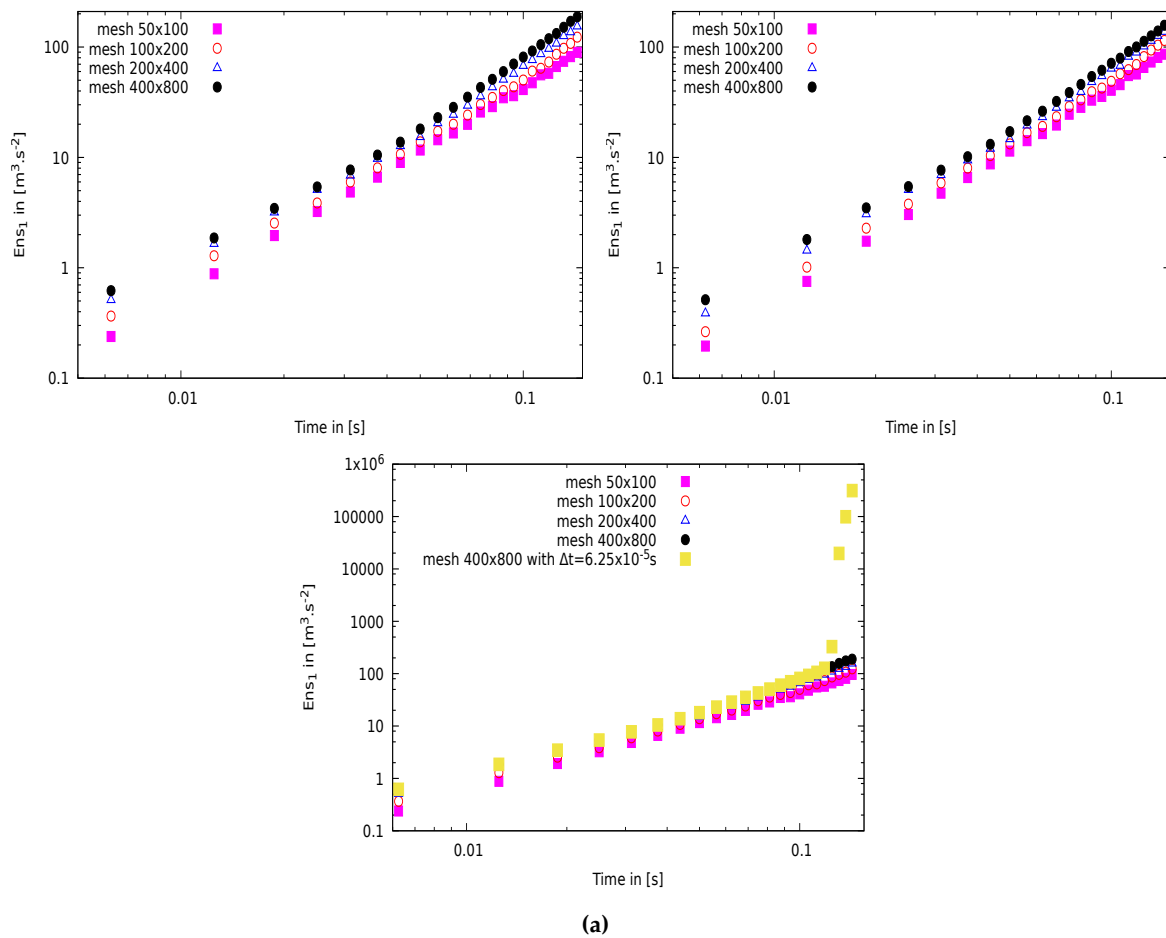 100
10
1
0.1
0.01
0.1
Ens₁ in [m³.s⁻²]
Time in [s]
mesh 50x100
mesh 100x200
mesh 200x400
mesh 400x800
100
10
1
0.1
0.01
0.1
Ens₁ in [m³.s⁻²]
Time in [s]
mesh 50x100
mesh 100x200
mesh 200x400
mesh 400x800
1x10⁶
100000
10000
1000
100
10
1
0.1
0.01
0.1
Ens₁ in [m³.s⁻²]
Time in [s]
mesh 50x100
mesh 100x200
mesh 200x400
mesh 400x800
mesh 400x800 with Δt=6.25x10⁻⁵s
(a)